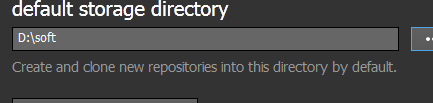 default storage directory
D:\soft
Create and clone new repositories into this directory by default.